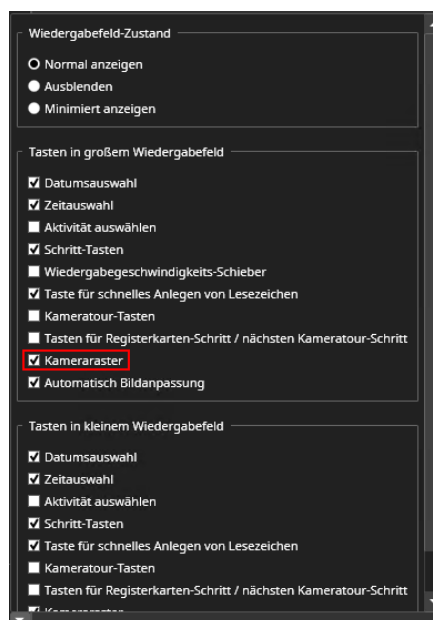 Wiedergabefeld-Zustand
Normal anzeigen
Ausblenden
Minimiert anzeigen
Tasten in großem Wiedergabefeld
Datumsauswahl
Zeitauswahl
Aktivität auswählen
Schritt-Tasten
Wiedergabegeschwindigkeits-Schieber
Taste für schnelles Anlegen von Lesezeichen
Kameratour-Tasten
Tasten für Registerkarten-Schritt / nächsten Kameratour-Schritt
Kameraraster
Automatisch Bildanpassung
Tasten in kleinem Wiedergabefeld
Datumsauswahl
Zeitauswahl
Aktivität auswählen
Schritt-Tasten
Taste für schnelles Anlegen von Lesezeichen
Kameratour-Tasten
Tasten für Registerkarten-Schritt / nächsten Kameratour-Schritt
Kameraraster